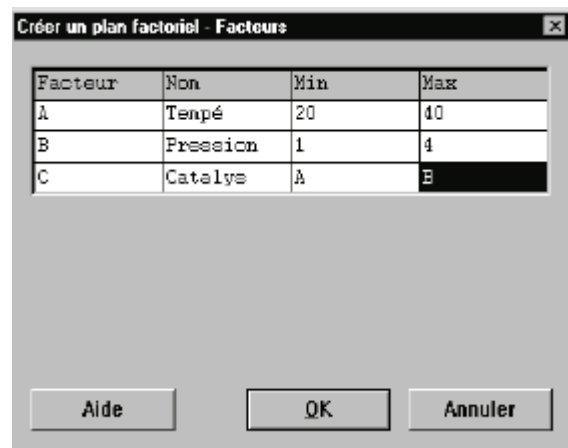 Créer un plan factoriel - Facteurs
Facteur Nom Min Max
A Tempé 20 40
B Pression 1 4
C Catalys A B
Aide OK Annuler